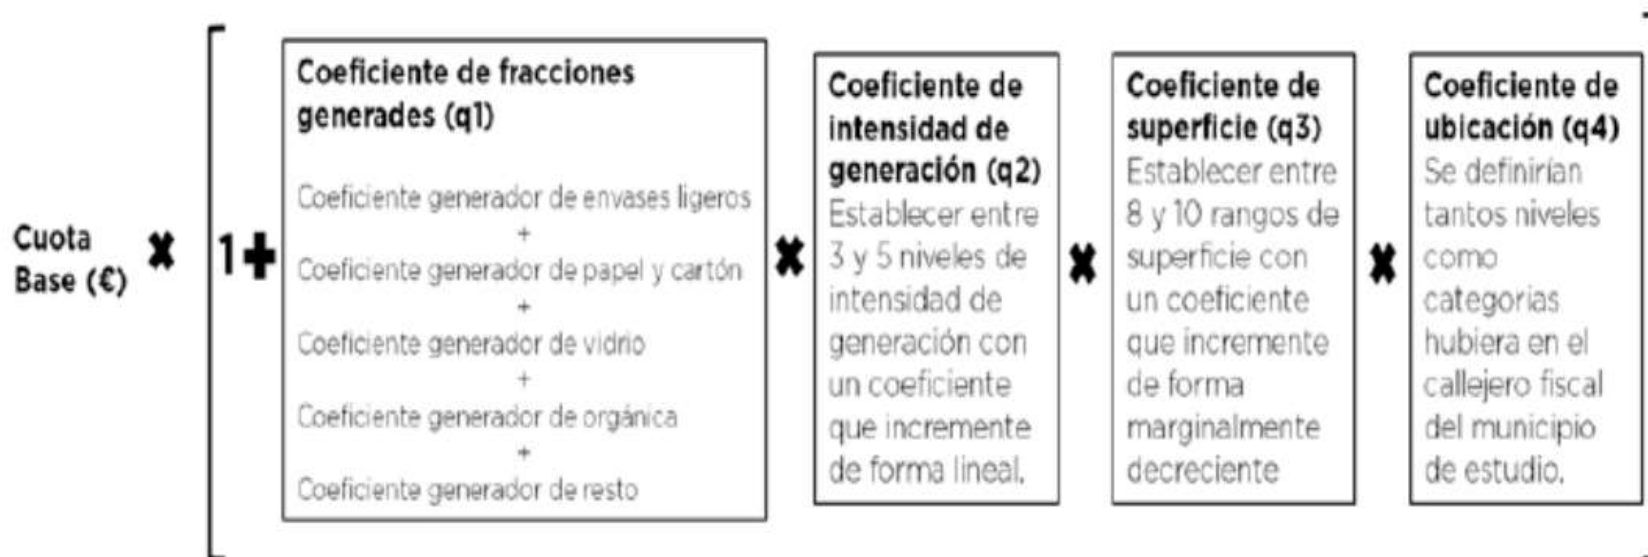 Cuota
Base (€)
✖
1+
Coeficiente de fracciones
generades (q1)
Coeficiente generador de envases ligeros
+
Coeficiente generador de papel y cartón
+
Coeficiente generador de vidrio
+
Coeficiente generador de orgánica
+
Coeficiente generador de resto
✖
Coeficiente de
intensidad de
generación (q2)
Establecer entre
3 y 5 niveles de
intensidad de
generación con
un coeficiente
que incremente
de forma lineal.
✖
Coeficiente de
superficie (q3)
Establecer entre
8 y 10 rangos de
superficie con
un coeficiente
que incremente
de forma
marginalmente
decreciente
✖
Coeficiente de
ubicación (q4)
Se definirían
tantos niveles
como
categorias
hubiera en el
callejero fiscal
del municipio
de estudio.